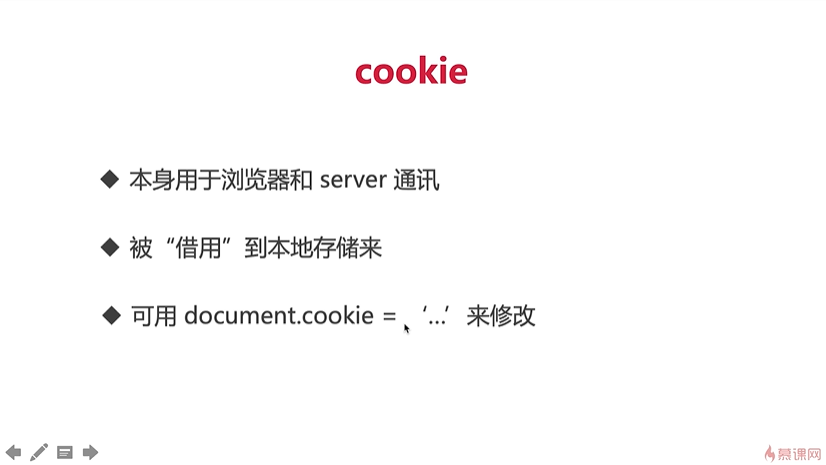 cookie
本身用于浏览器和 server 通讯
被“借用”到本地存储来
可用 document.cookie = ‘...’ 来修改
慕课网